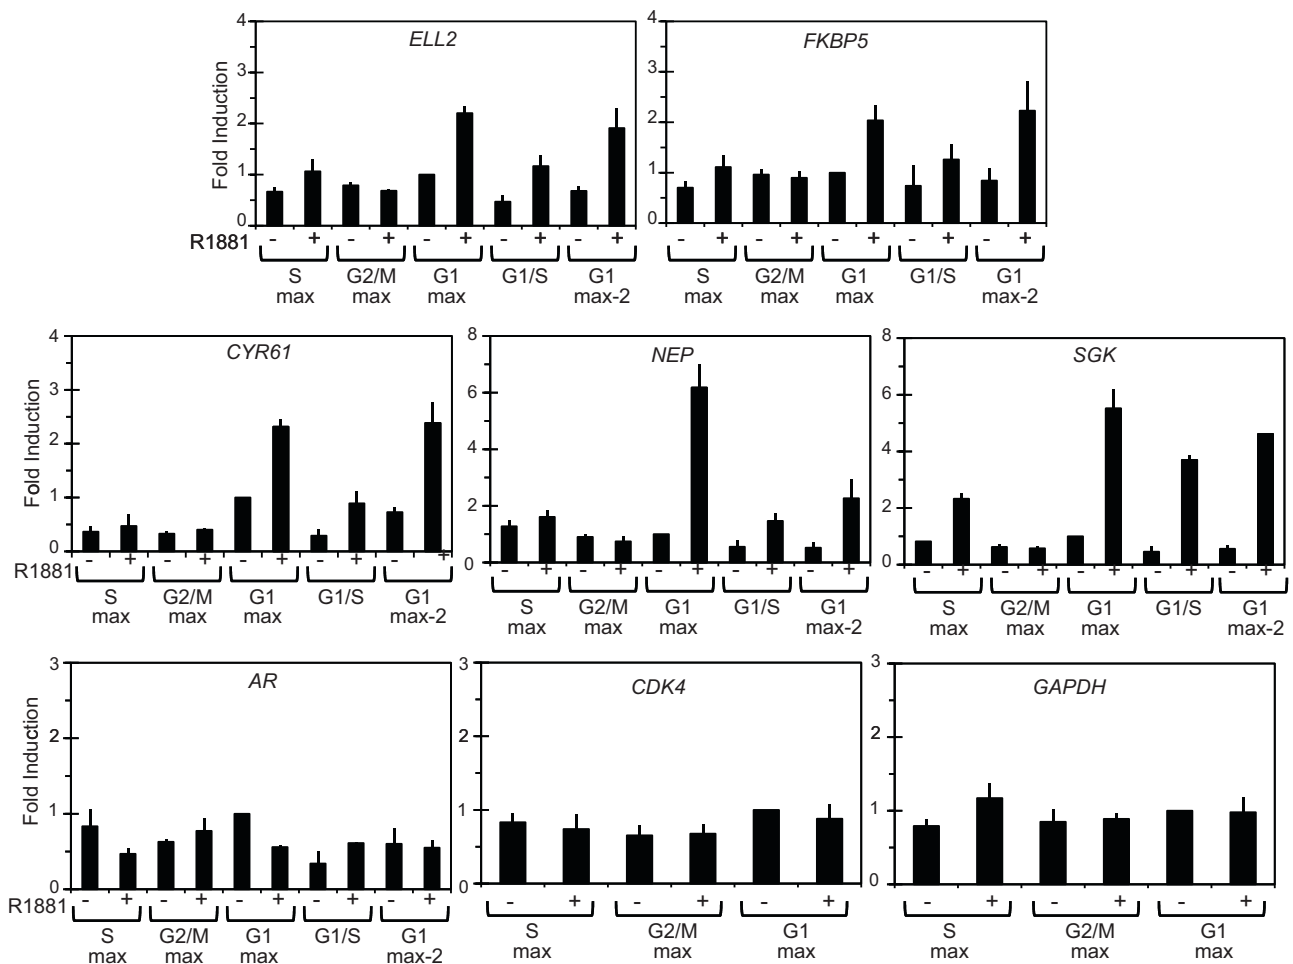 ELL2
Fold Induction
4
3
2
1
0
R1881 - + - + - + - + - +
S max
G2/M max
G1 max
G1/S
G1 max-2
FKBP5
4
3
2
1
0
- + - + - + - + - +
S max
G2/M max
G1 max
G1/S
G1 max-2
CYR61
Fold Induction
4
3
2
1
0
R1881 - + - + - + - + - +
S max
G2/M max
G1 max
G1/S
G1 max-2
NEP
8
6
4
2
0
- + - + - + - + - +
S max
G2/M max
G1 max
G1/S
G1 max-2
SGK
8
6
4
2
0
- + - + - + - + - +
S max
G2/M max
G1 max
G1/S
G1 max-2
AR
Fold Induction
3
2
1
0
R1881 - + - + - + - + - +
S max
G2/M max
G1 max
G1/S
G1 max-2
CDK4
3
2
1
0
- + - + - +
S max
G2/M max
G1 max
GAPDH
3
2
1
0
- + - + - +
S max
G2/M max
G1 max